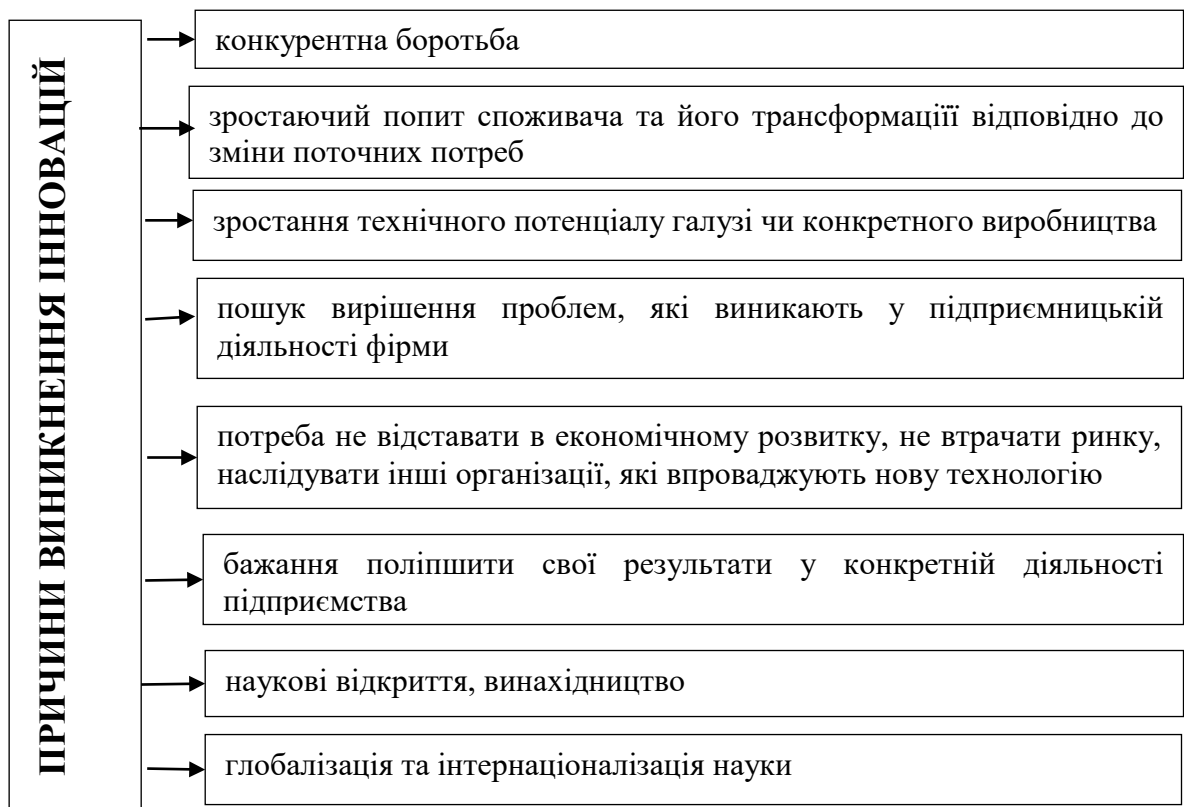 ПРИЧИНИ ВИНИКНЕННЯ ІННОВАЦІЙ
конкурентна боротьба
зростаючий попит споживача та його трансформаціїї відповідно до
зміни поточних потреб
зростання технічного потенціалу галузі чи конкретного виробництва
пошук вирішення проблем, які виникають у підприємницькій
діяльності фірми
потреба не відставати в економічному розвитку, не втрачати ринку,
наслідувати інші організації, які впроваджують нову технологію
бажання поліпшити свої результати у конкретній діяльності
підприємства
наукові відкриття, винахідництво
глобалізація та інтернаціоналізація науки